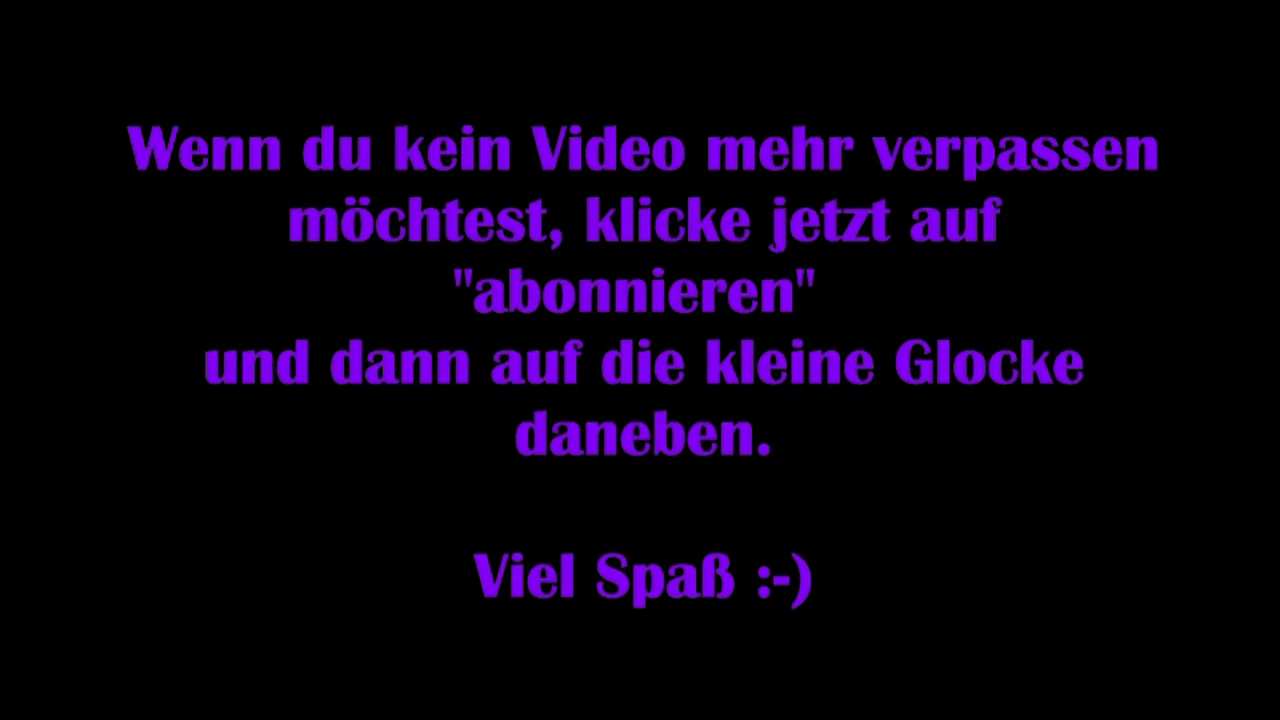 Wenn du kein Video mehr verpassen
möchtest, klicke jetzt auf
"abonnieren"
und dann auf die kleine Glocke
daneben.
Viel Spaß :-)